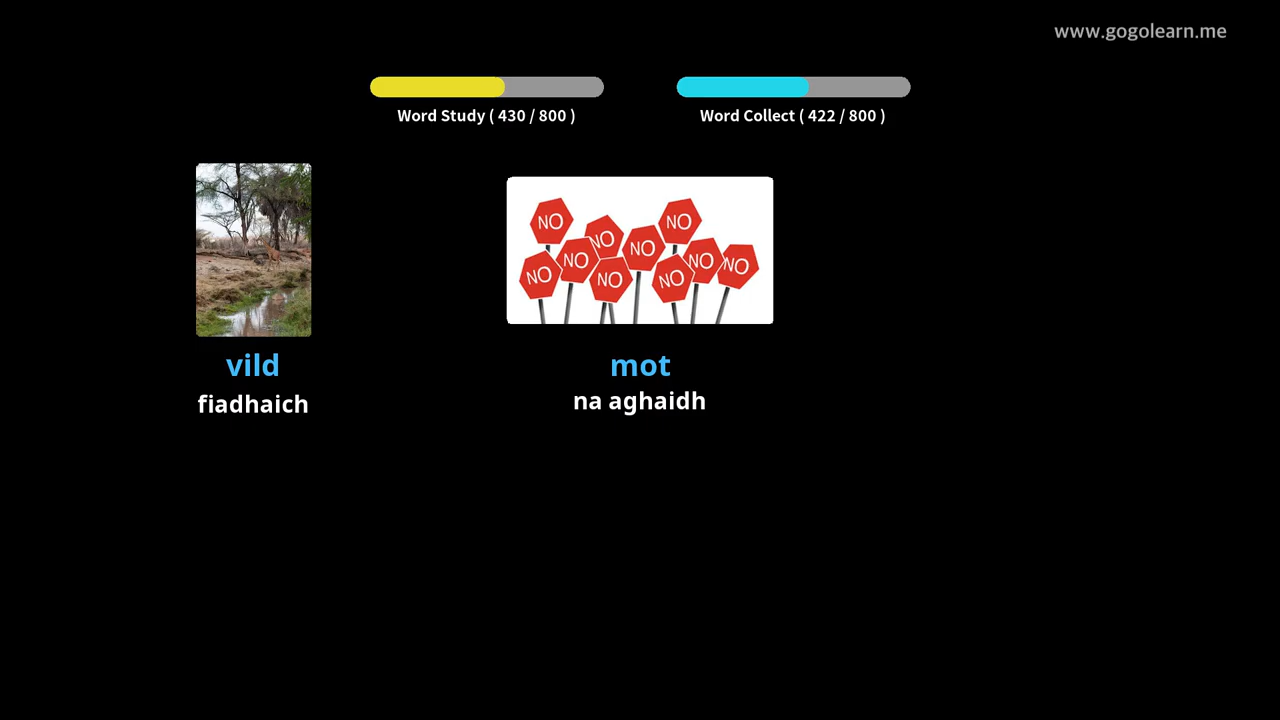 www.gogolearn.me
Word Study ( 430 / 800 )
Word Collect ( 422 / 800 )
NO
NO
NO
NO
NO
NO
NO
NO
NO
NO
vild
mot
fiadhaich
na aghaidh